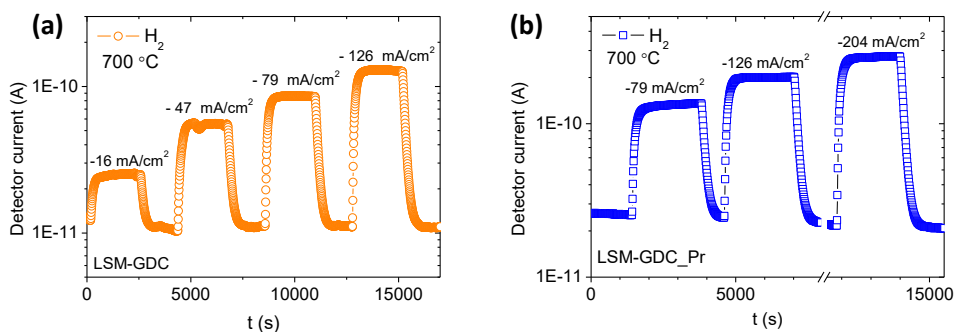 (a)
H₂
700 °C
-16 mA/cm²
- 47 mA/cm²
- 79 mA/cm²
- 126 mA/cm²
Detector current (A)
1E-10
1E-11
LSM-GDC
0 5000 10000 15000
t (s)
(b)
H₂
700 °C
-79 mA/cm²
-126 mA/cm²
-204 mA/cm²
Detector current (A)
1E-10
1E-11
LSM-GDC_Pr
0 5000 15000
t (s)